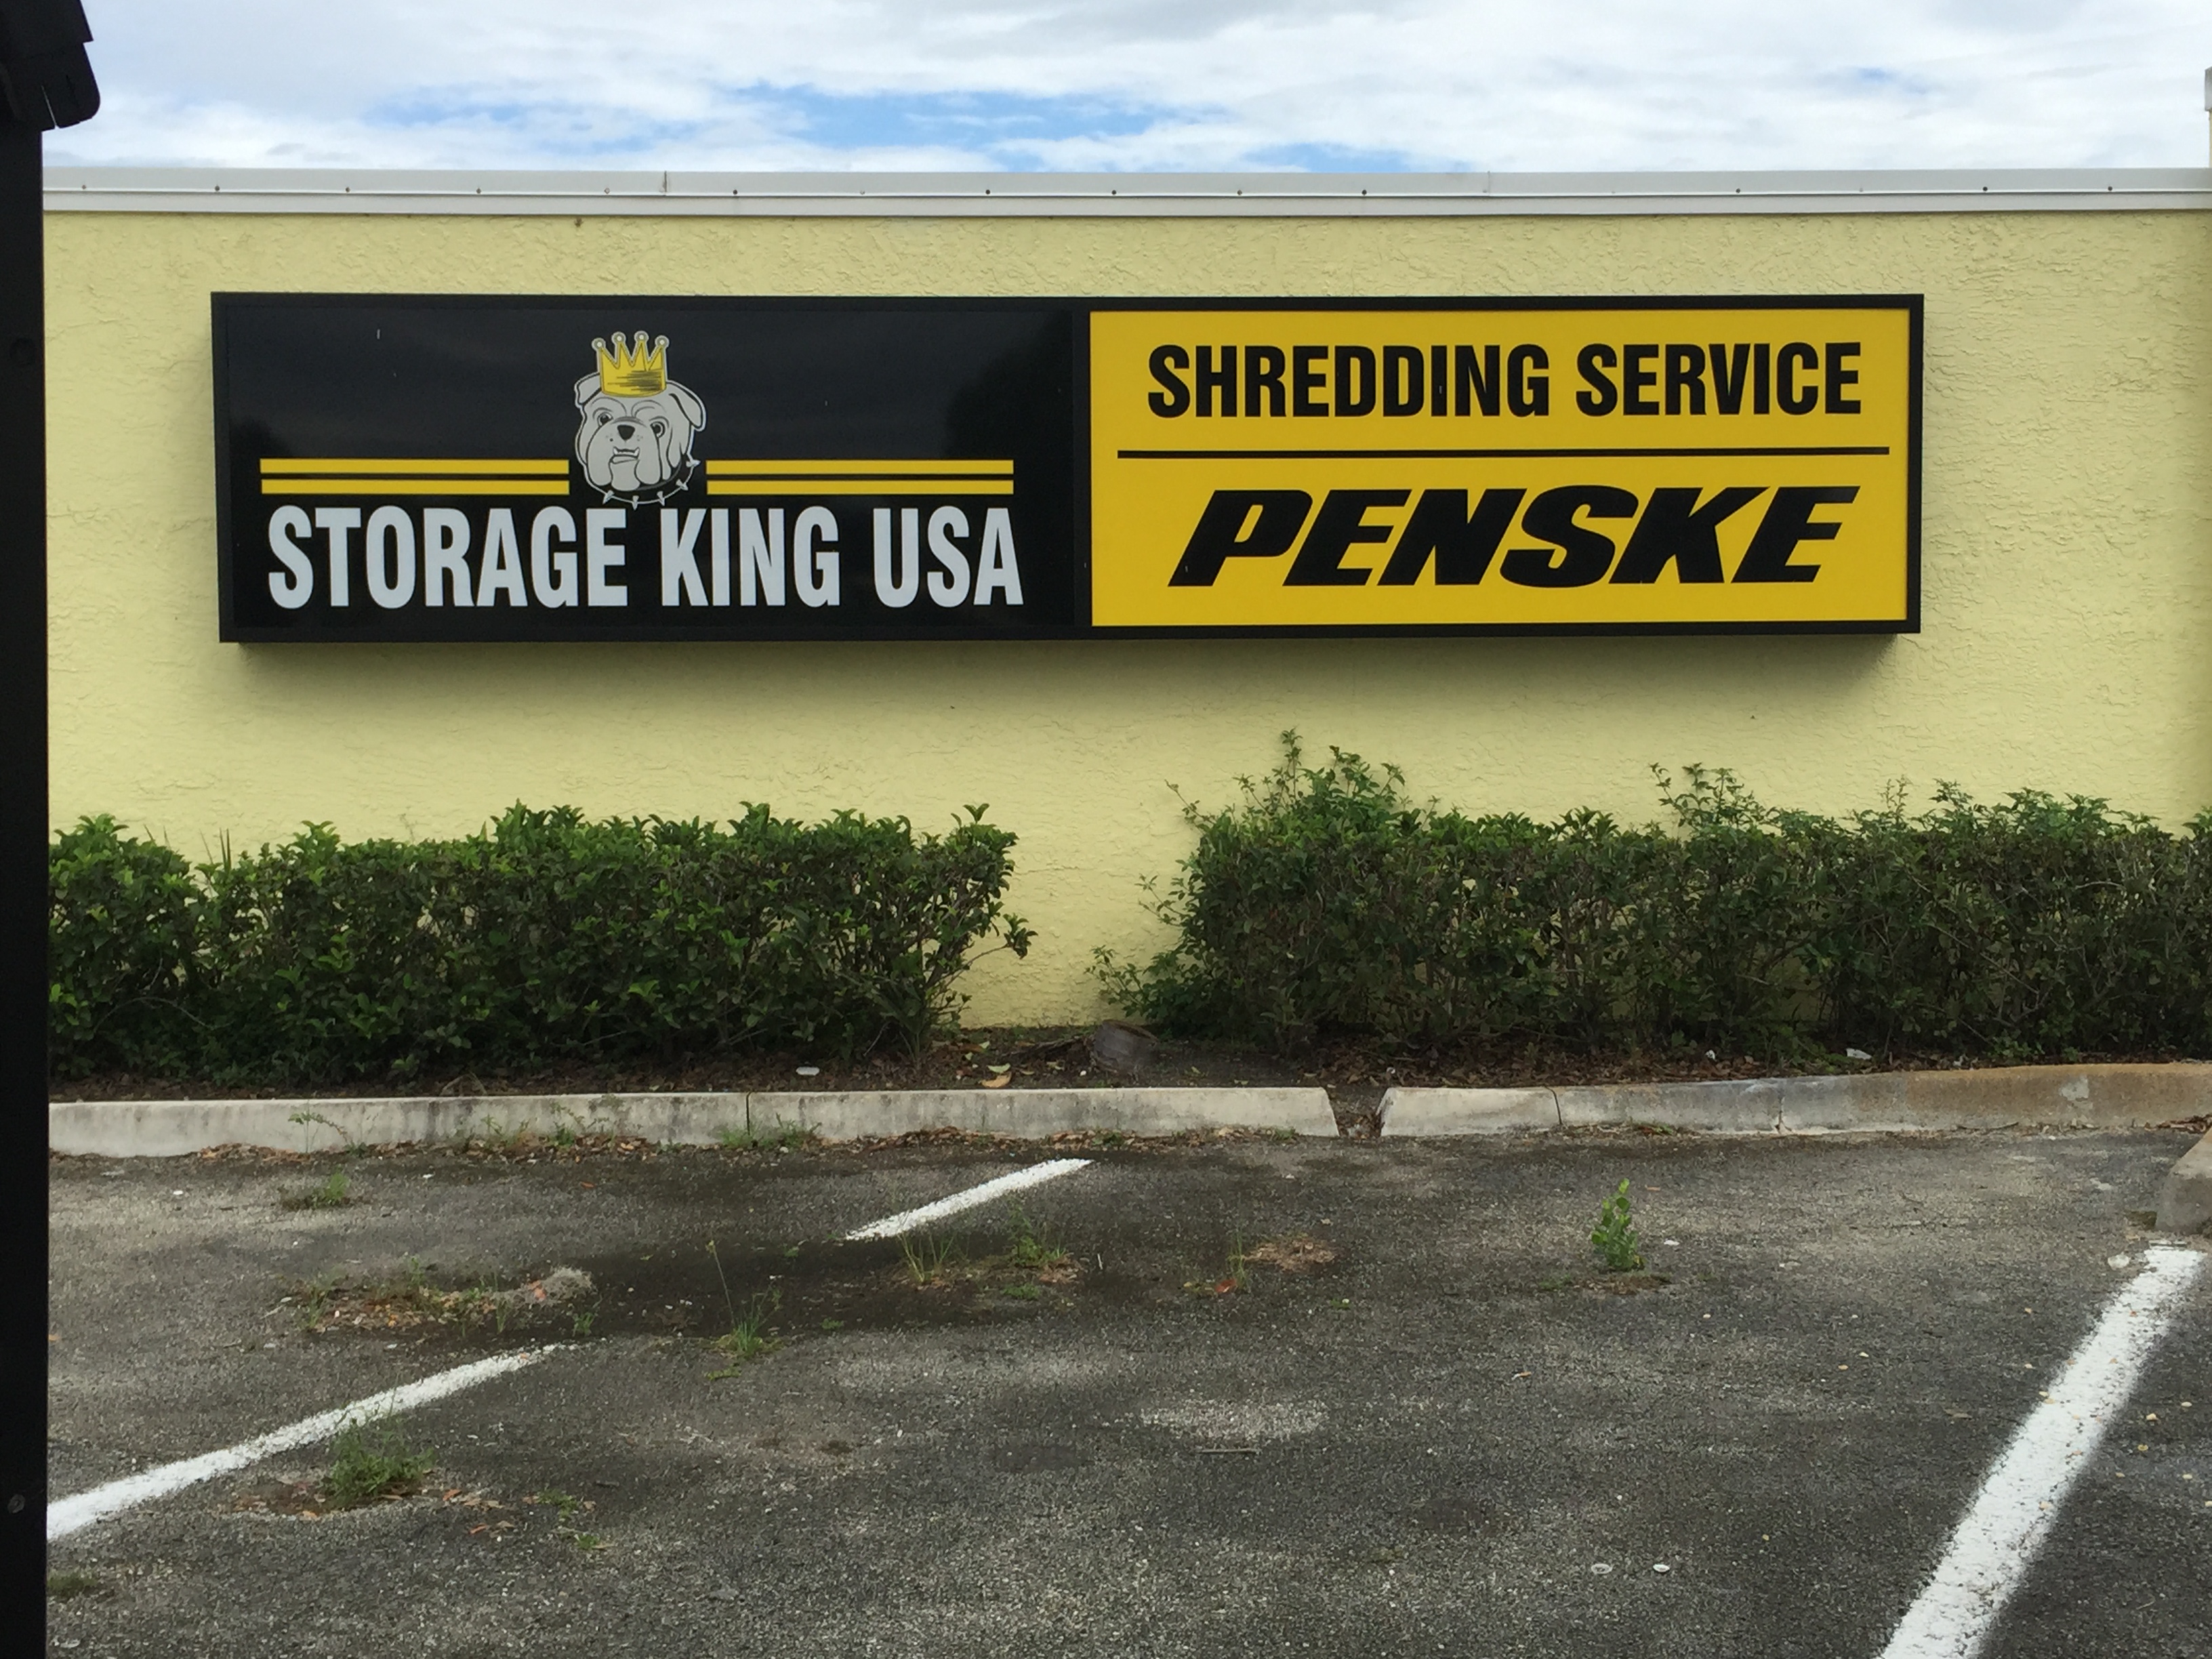 STORAGE KING USA
SHREDDING SERVICE
PENSKE